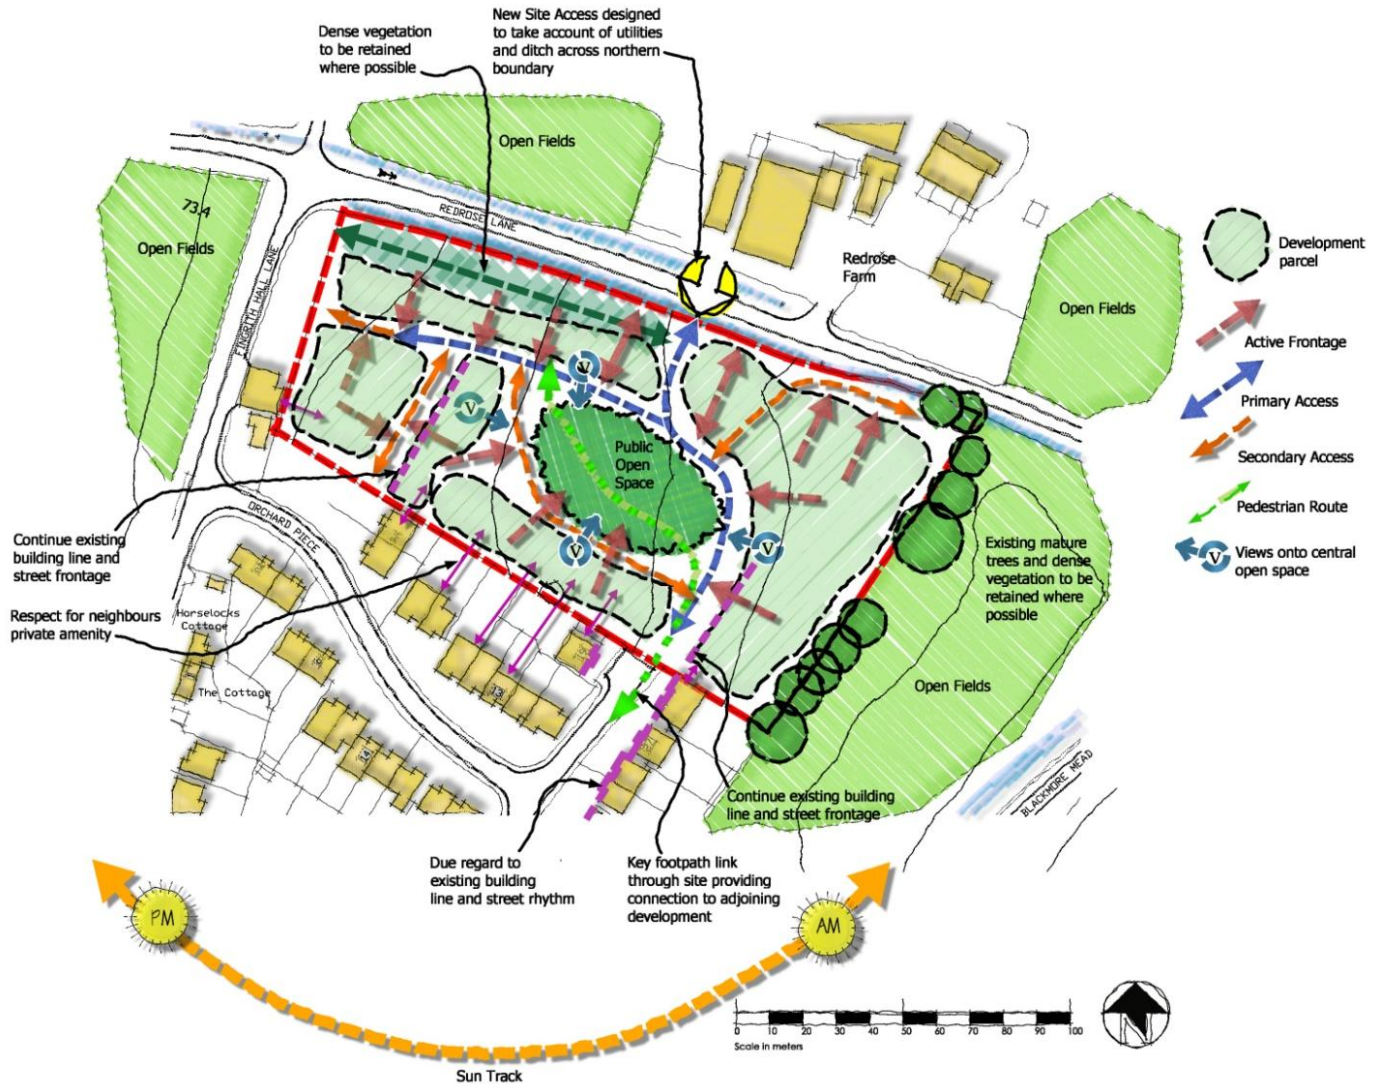 New Site Access designed
to take account of utilities
and ditch across northern
boundary
Dense vegetation
to be retained
where possible
Open Fields
73.4
Open Fields
REDROSE LANE
FINGRITH HALL LANE
Redrose
Farm
Open Fields
Development
parcel
Active Frontage
Primary Access
Secondary Access
Pedestrian Route
V Views onto central
open space
V
V
Public
Open
Space
V
V
ORCHARD PIECE
Continue existing
building line and
street frontage
Respect for neighbours
private amenity
Horselocks
Cottage
The Cottage
13
14
Existing mature
trees and dense
vegetation to be
retained where
possible
Open Fields
BLACKMORE MEAD
Continue existing building
line and street frontage
Due regard to
existing building
line and street rhythm
Key footpath link
through site providing
connection to adjoining
development
PM
AM
Sun Track
0 10 20 30 40 50 60 70 80 90 100
Scale in meters